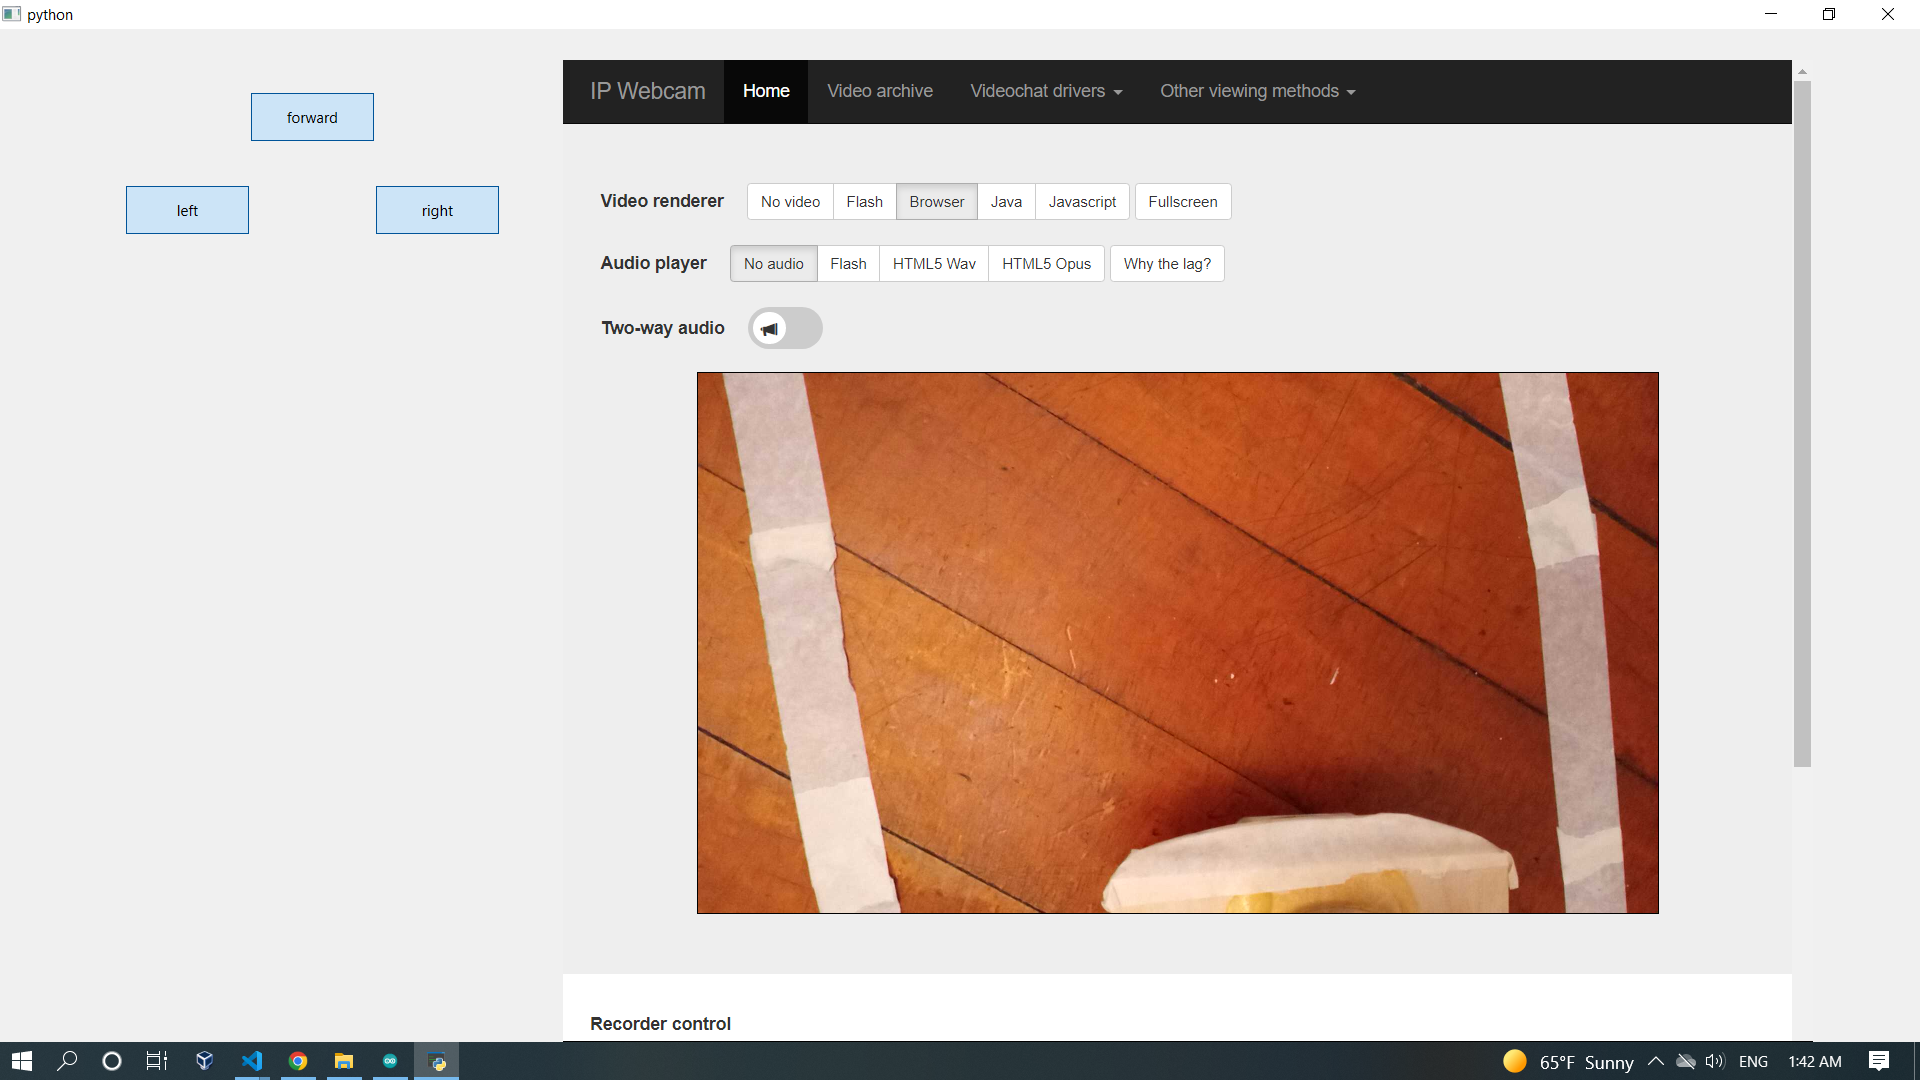 python
forward
left
right
IP Webcam Home Video archive Videochat drivers Other viewing methods
Video renderer No video Flash Browser Java Javascript Fullscreen
Audio player No audio Flash HTML5 Wav HTML5 Opus Why the lag?
Two-way audio
Recorder control
65°F Sunny ENG 1:42 AM